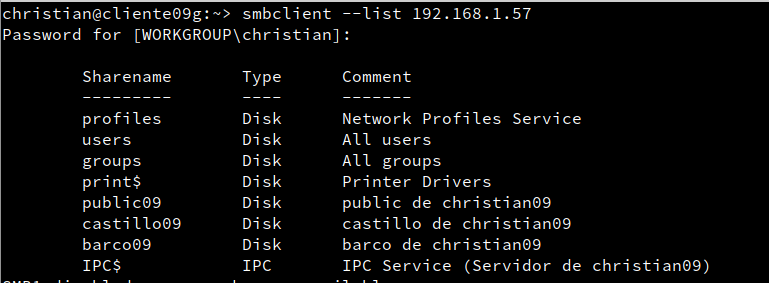 christian@cliente09g:~> smbclient --list 192.168.1.57
Password for [WORKGROUP\christian]:
Sharename Type Comment
--------- ---- -------
profiles Disk Network Profiles Service
users Disk All users
groups Disk All groups
print$ Disk Printer Drivers
public09 Disk public de christian09
castillo09 Disk castillo de christian09
barco09 Disk barco de christian09
IPC$ IPC IPC Service (Servidor de christian09)